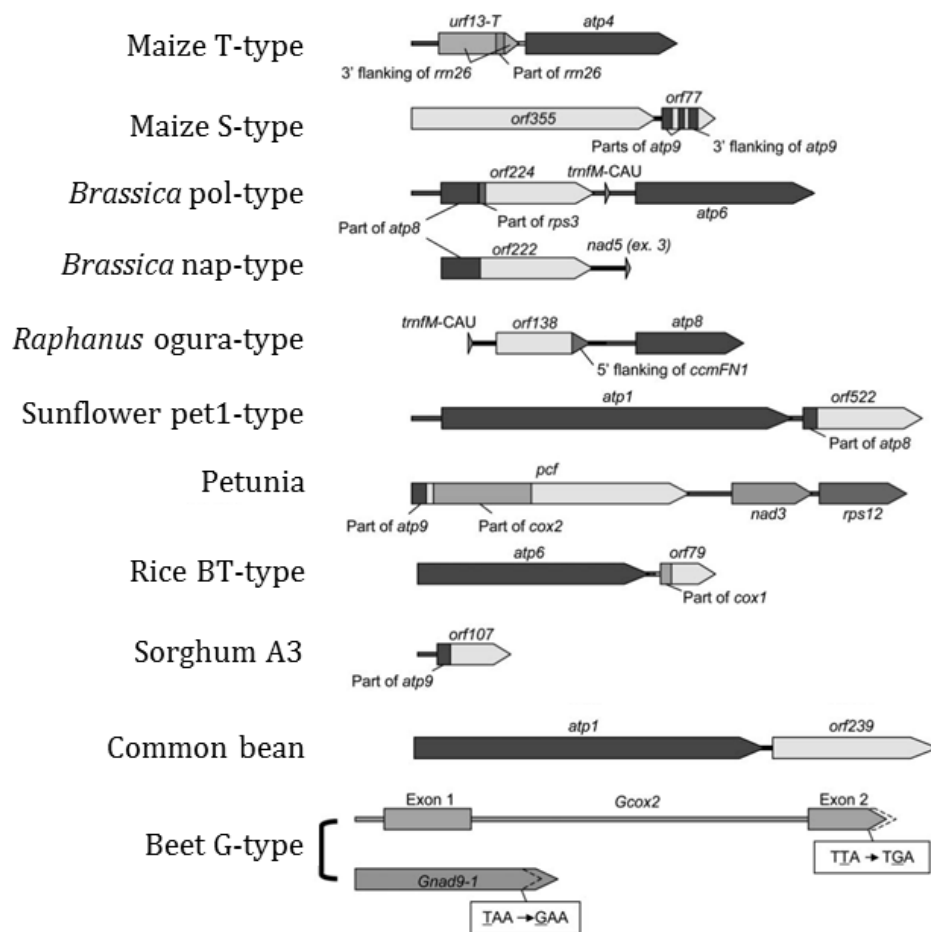 urf13-T atp4
Maize T-type
3’ flanking of rrn26 Part of rrn26
orf77
Maize S-type
orf355
Parts of atp9 3’ flanking of atp9
orf224 trnfM-CAU
Brassica pol-type
atp6
Part of atp8 Part of rps3
orf222 nad5 (ex. 3)
Brassica nap-type
trnfM-CAU orf138 atp8
Raphanus ogura-type
5’ flanking of ccmFN1
atp1 orf522
Sunflower pet1-type
Part of atp8
pcf
Petunia
nad3 rps12
Part of atp9 Part of cox2
atp6 orf79
Rice BT-type
Part of cox1
orf107
Sorghum A3
Part of atp9
atp1 orf239
Common bean
Exon 1 Gcox2 Exon 2
Beet G-type
TTA → TGA
Gnad9-1
TAA → GAA